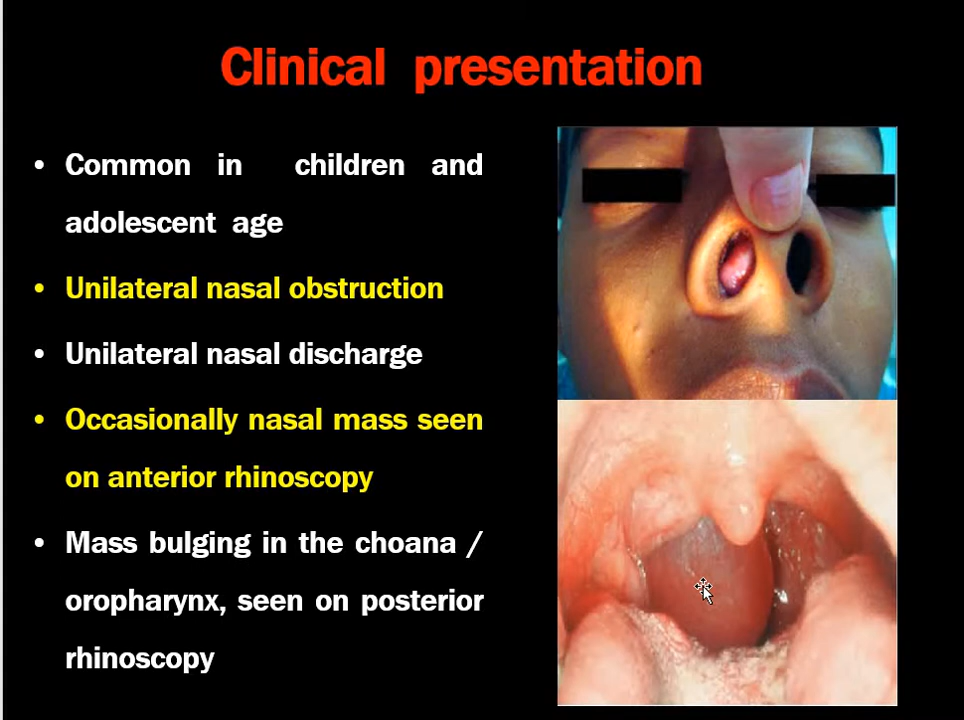 Clinical presentation
• Common in children and
adolescent age
• Unilateral nasal obstruction
• Unilateral nasal discharge
• Occasionally nasal mass seen
on anterior rhinoscopy
• Mass bulging in the choana /
oropharynx, seen on posterior
rhinoscopy